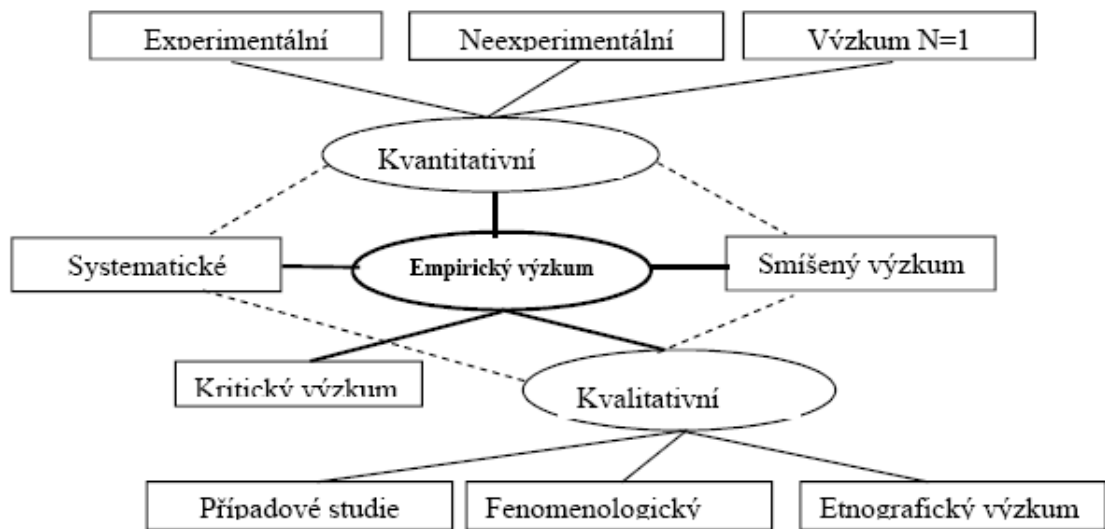 Experimentální
Neexperimentální
Výzkum N=1
Kvantitativní
Systematické
Empirický výzkum
Smíšený výzkum
Kritický výzkum
Kvalitativní
Případové studie
Fenomenologický
Etnografický výzkum